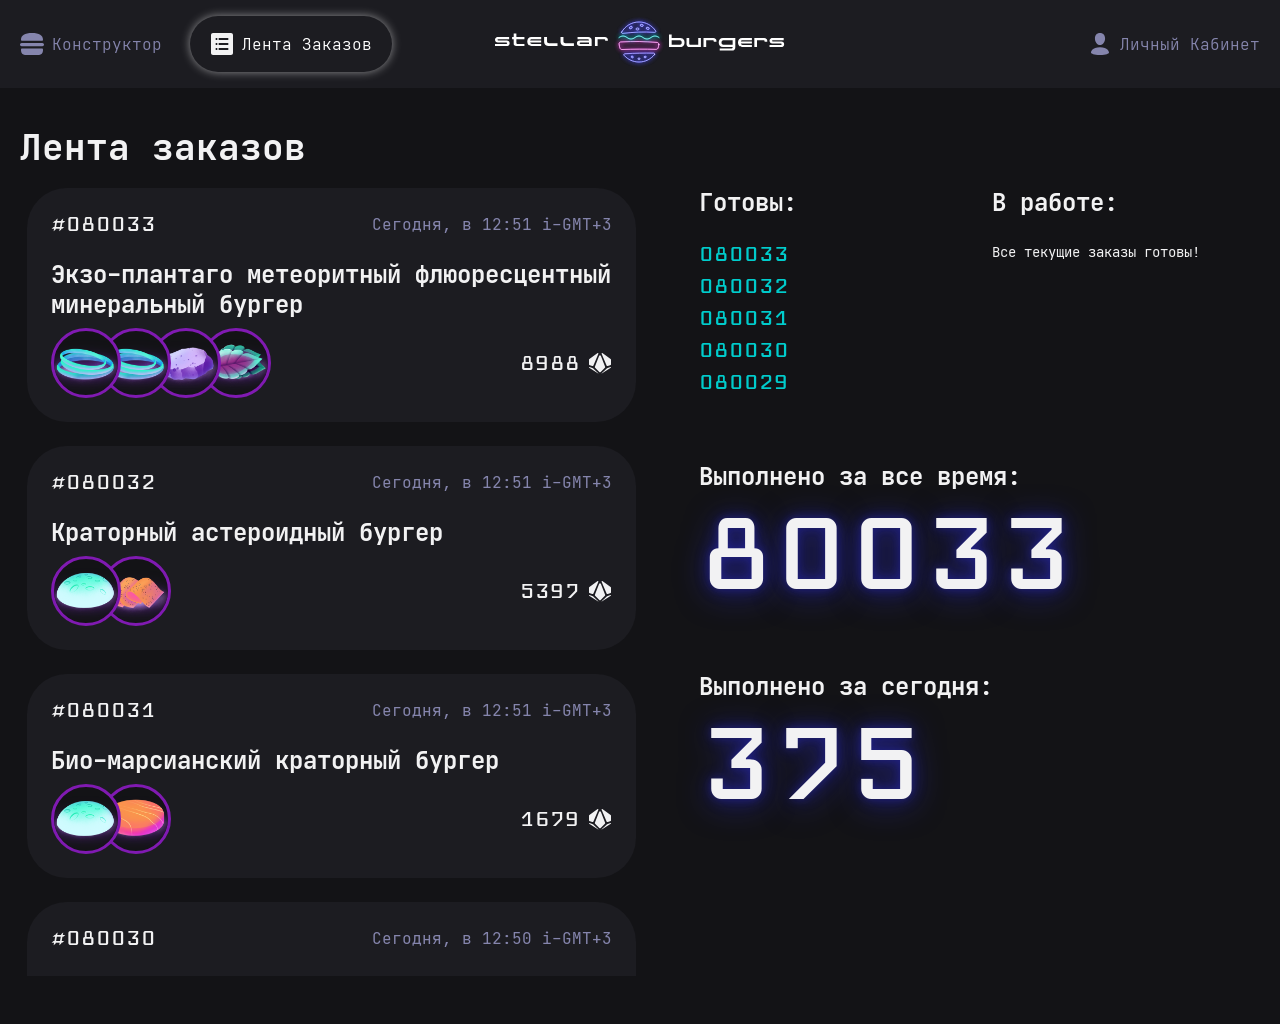 Конструктор
Лента Заказов
stellar burgers
Личный Кабинет
Лента заказов
#080033
Сегодня, в 12:51 i-GMT+3
Экзо-плантаго метеоритный флюоресцентный
минеральный бургер
8988
#080032
Сегодня, в 12:51 i-GMT+3
Краторный астероидный бургер
5397
#080031
Сегодня, в 12:51 i-GMT+3
Био-марсианский краторный бургер
1679
#080030
Сегодня, в 12:50 i-GMT+3
Готовы:
080033
080032
080031
080030
080029
В работе:
Все текущие заказы готовы!
Выполнено за все время:
80033
Выполнено за сегодня:
375